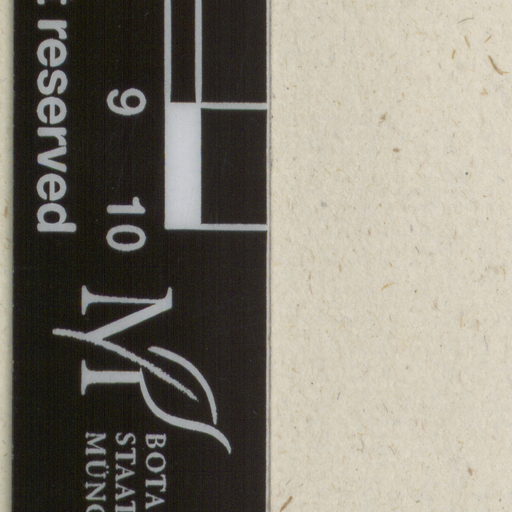 reserved
9 10
M
BOTA
STAAT
MÜNC